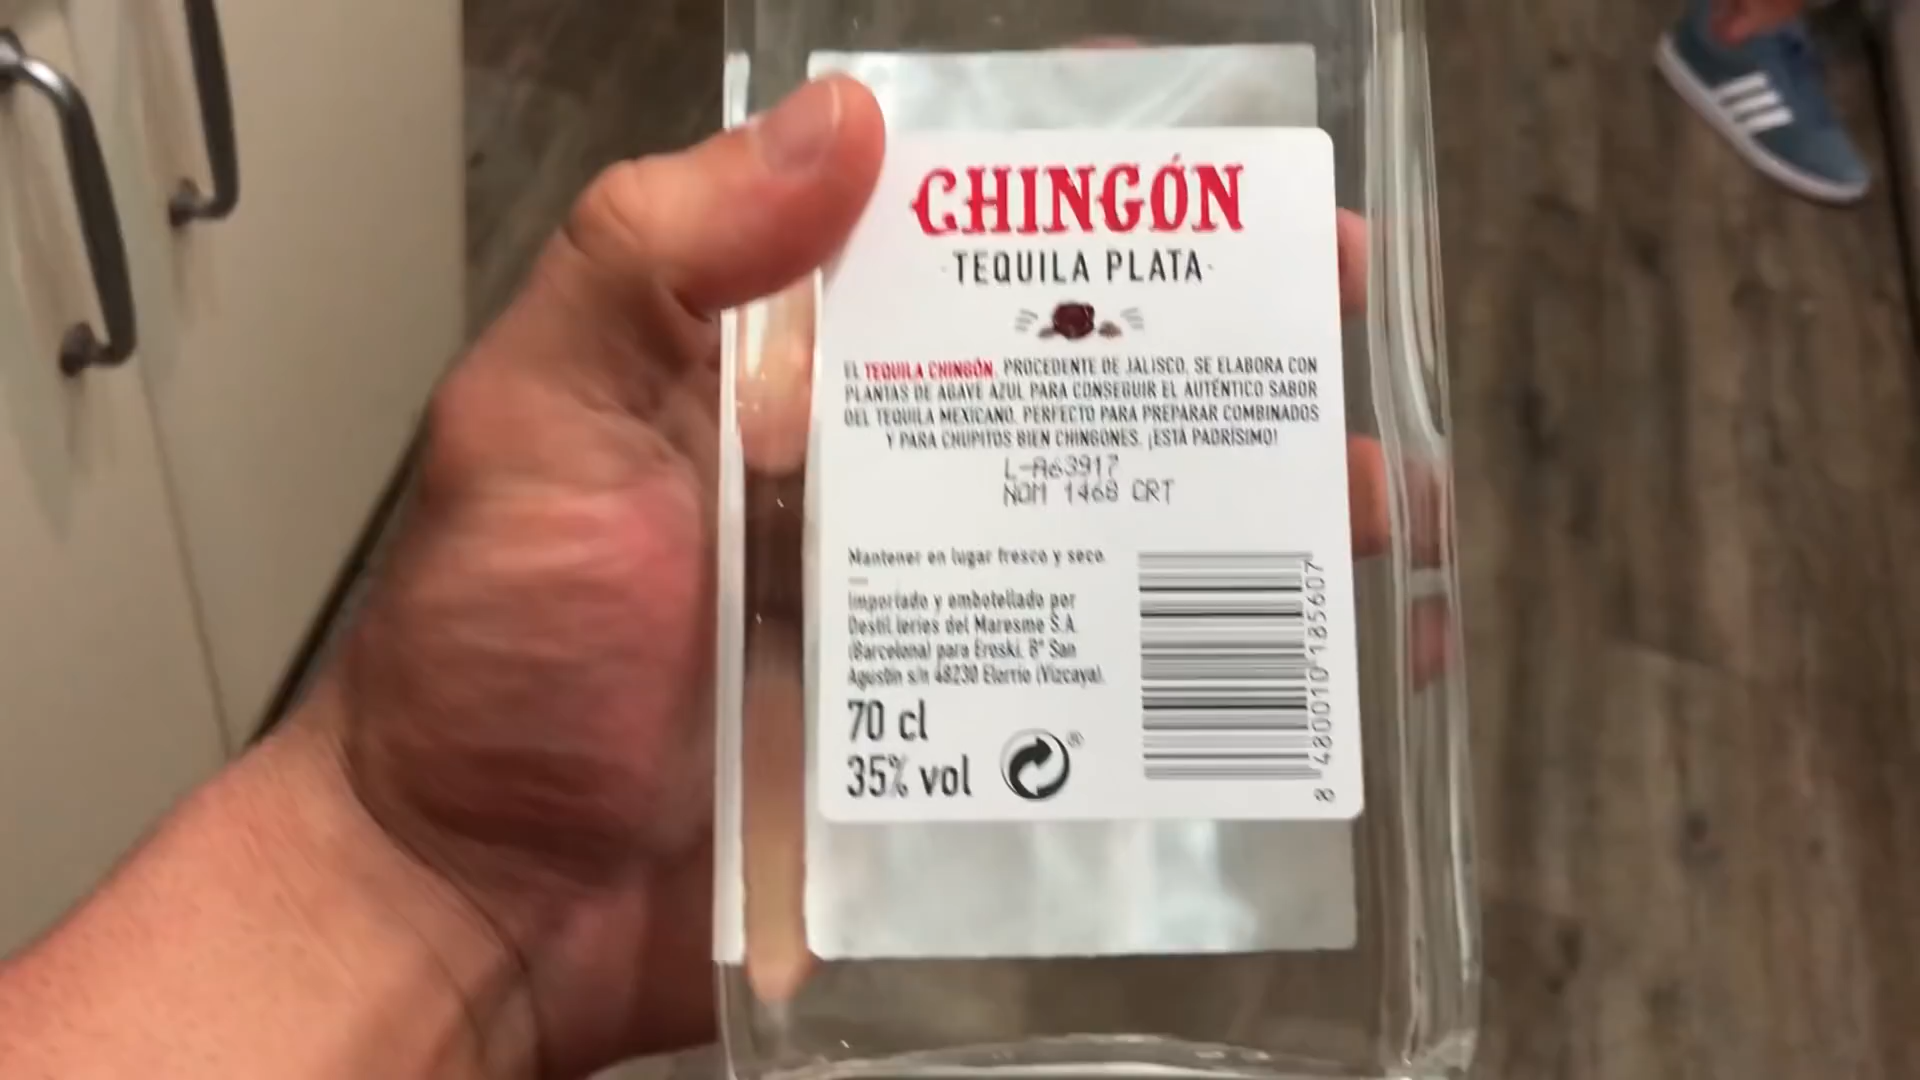 CHINGÓN
·TEQUILA PLATA·
EL TEQUILA CHINGÓN, PROCEDENTE DE JALISCO, SE ELABORA CON
PLANTAS DE AGAVE AZUL PARA CONSEGUIR EL AUTÉNTICO SABOR
DEL TEQUILA MEXICANO. PERFECTO PARA PREPARAR COMBINADOS
Y PARA CHUPITOS BIEN CHINGONES. ¡ESTÁ PADRÍSIMO!
L-A63917
NOM 1468 CRT
Mantener en lugar fresco y seco.
Importado y embotellado por
Destil·leries del Maresme S.A.
(Barcelona) para Eroski. Bº San
Agustín s/n 48230 Elorrio (Vizcaya).
70 cl
35% vol
8 480010 185607